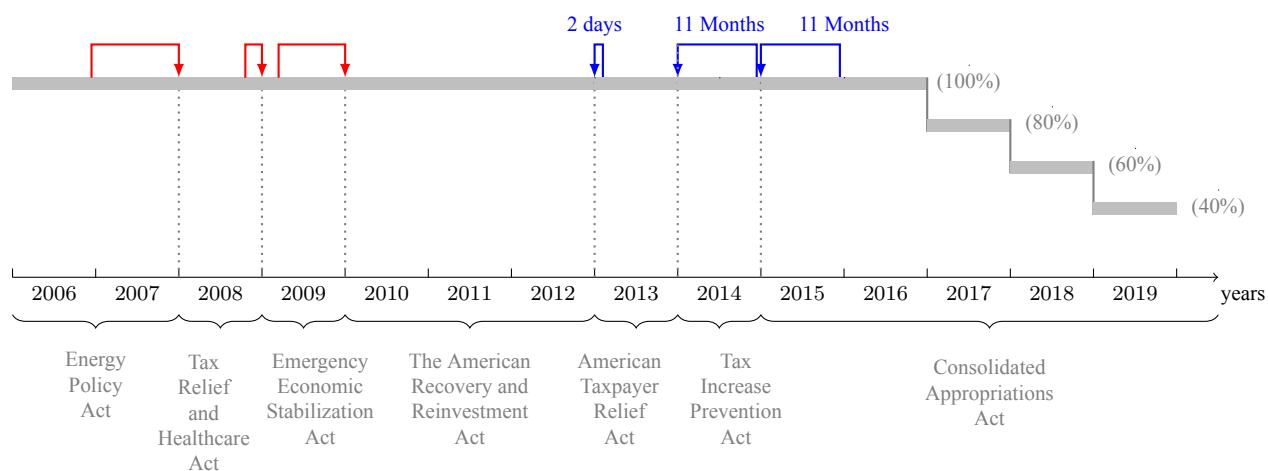 2 days
11 Months
11 Months
(100%)
(80%)
(60%)
(40%)
2006 2007 2008 2009 2010 2011 2012 2013 2014 2015 2016 2017 2018 2019 years
Energy
Policy
Act
Tax
Relief
and
Healthcare
Act
Emergency
Economic
Stabilization
Act
The American
Recovery and
Reinvestment
Act
American
Taxpayer
Relief
Act
Tax
Increase
Prevention
Act
Consolidated
Appropriations
Act